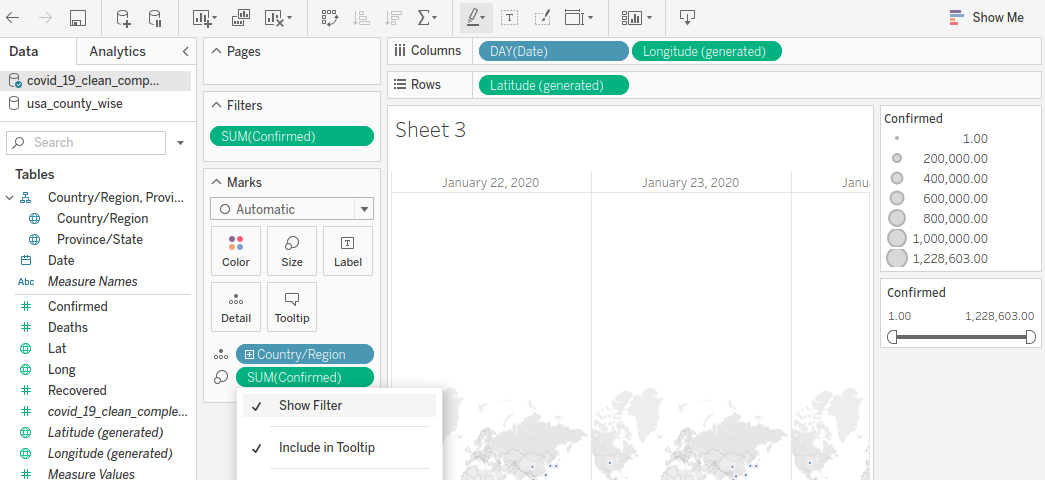 Show Me
Data
Analytics
covid_19_clean_comp...
usa_county_wise
Search
Tables
Country/Region, Provi...
Country/Region
Province/State
Date
Abc Measure Names
Confirmed
Deaths
Lat
Long
Recovered
covid_19_clean_comple...
Latitude (generated)
Longitude (generated)
Measure Values
Pages
Filters
SUM(Confirmed)
Marks
Automatic
Color
Size
Label
Detail
Tooltip
Country/Region
SUM(Confirmed)
Show Filter
Include in Tooltip
Columns
DAY(Date)
Longitude (generated)
Rows
Latitude (generated)
Sheet 3
January 22, 2020
January 23, 2020
Janu
Confirmed
1.00
200,000.00
400,000.00
600,000.00
800,000.00
1,000,000.00
1,228,603.00
Confirmed
1.00
1,228,603.00